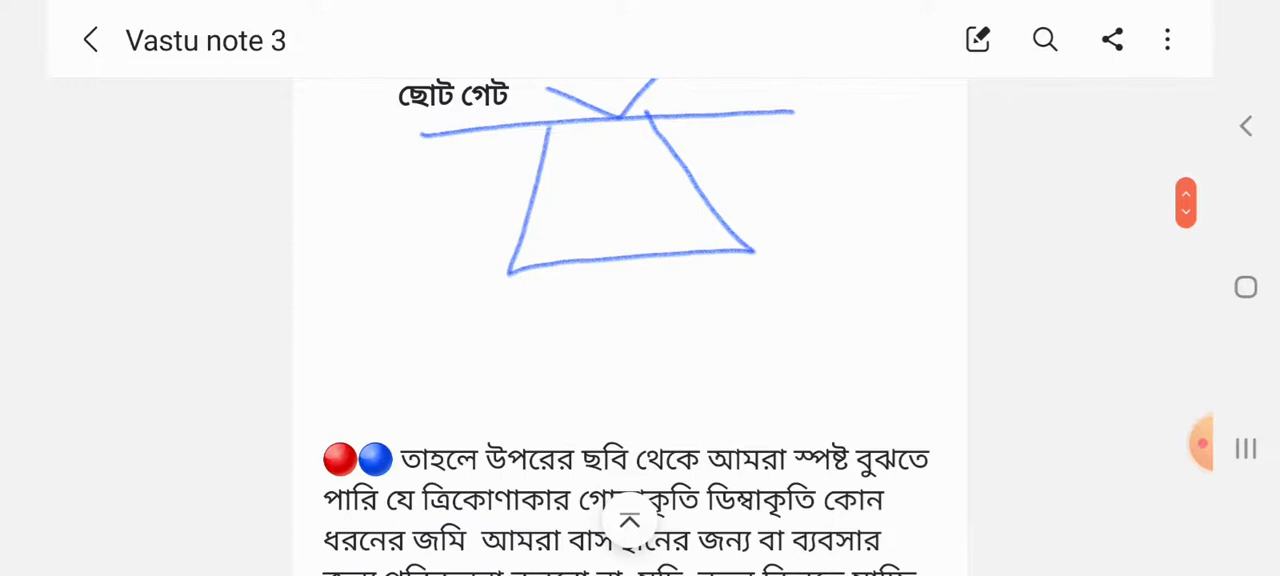 Vastu note 3
ছোট গেট
তাহলে উপরের ছবি থেকে আমরা স্পষ্ট বুঝতে
পারি যে ত্রিকোণাকার ডিম্বাকৃতি কোন
ধরনের জমি আমরা জন্য বা ব্যবসার